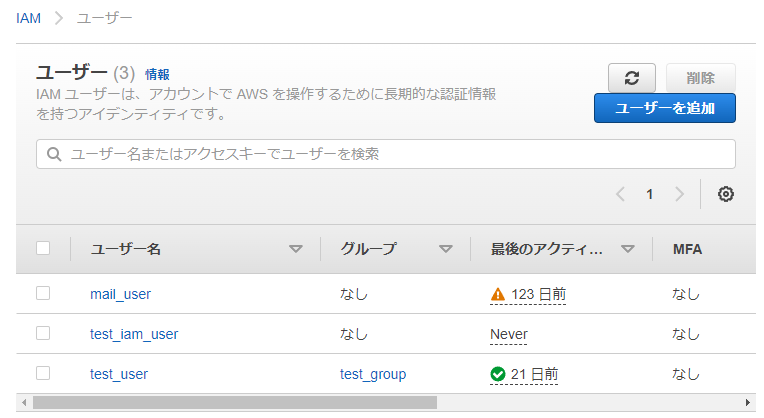 IAM > ユーザー
ユーザー (3) 情報
IAM ユーザーは、アカウントで AWS を操作するために長期的な認証情報
を持つアイデンティティです。
削除
ユーザーを追加
ユーザー名またはアクセスキーでユーザーを検索
1
ユーザー名 グループ 最後のアクティ... MFA
mail_user なし 123 日前 なし
test_iam_user なし Never なし
test_user test_group 21 日前 なし